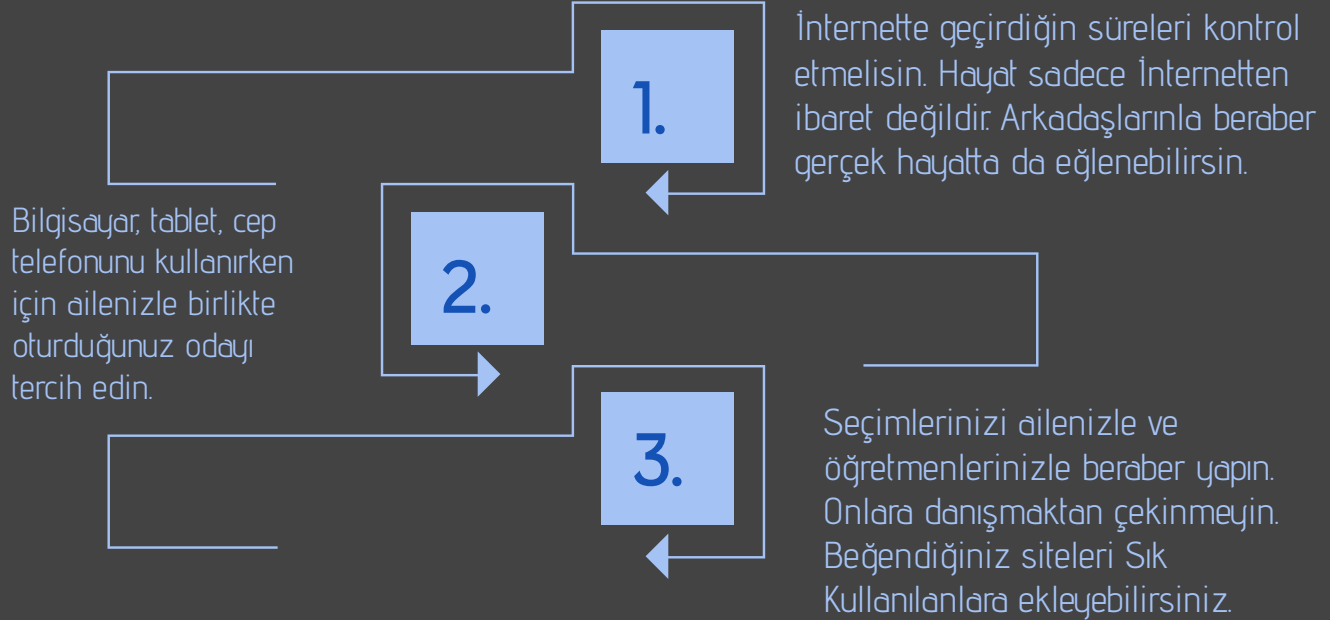 1.
İnternette geçirdiğin süreleri kontrol
etmelisin. Hayat sadece İnternetten
ibaret değildir. Arkadaşlarınla beraber
gerçek hayatta da eğlenebilirsin.
2.
Bilgisayar, tablet, cep
telefonunu kullanırken
için ailenizle birlikte
oturduğunuz odayı
tercih edin.
3.
Seçimlerinizi ailenizle ve
öğretmenlerinizle beraber yapın.
Onlara danışmaktan çekinmeyin.
Beğendiğiniz siteleri Sık
Kullanılanlara ekleyebilirsiniz.